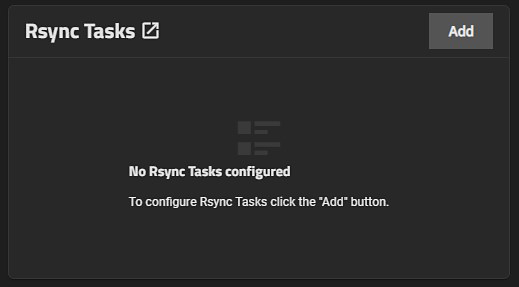 Rsync Tasks
Add
No Rsync Tasks configured
To configure Rsync Tasks click the "Add" button.